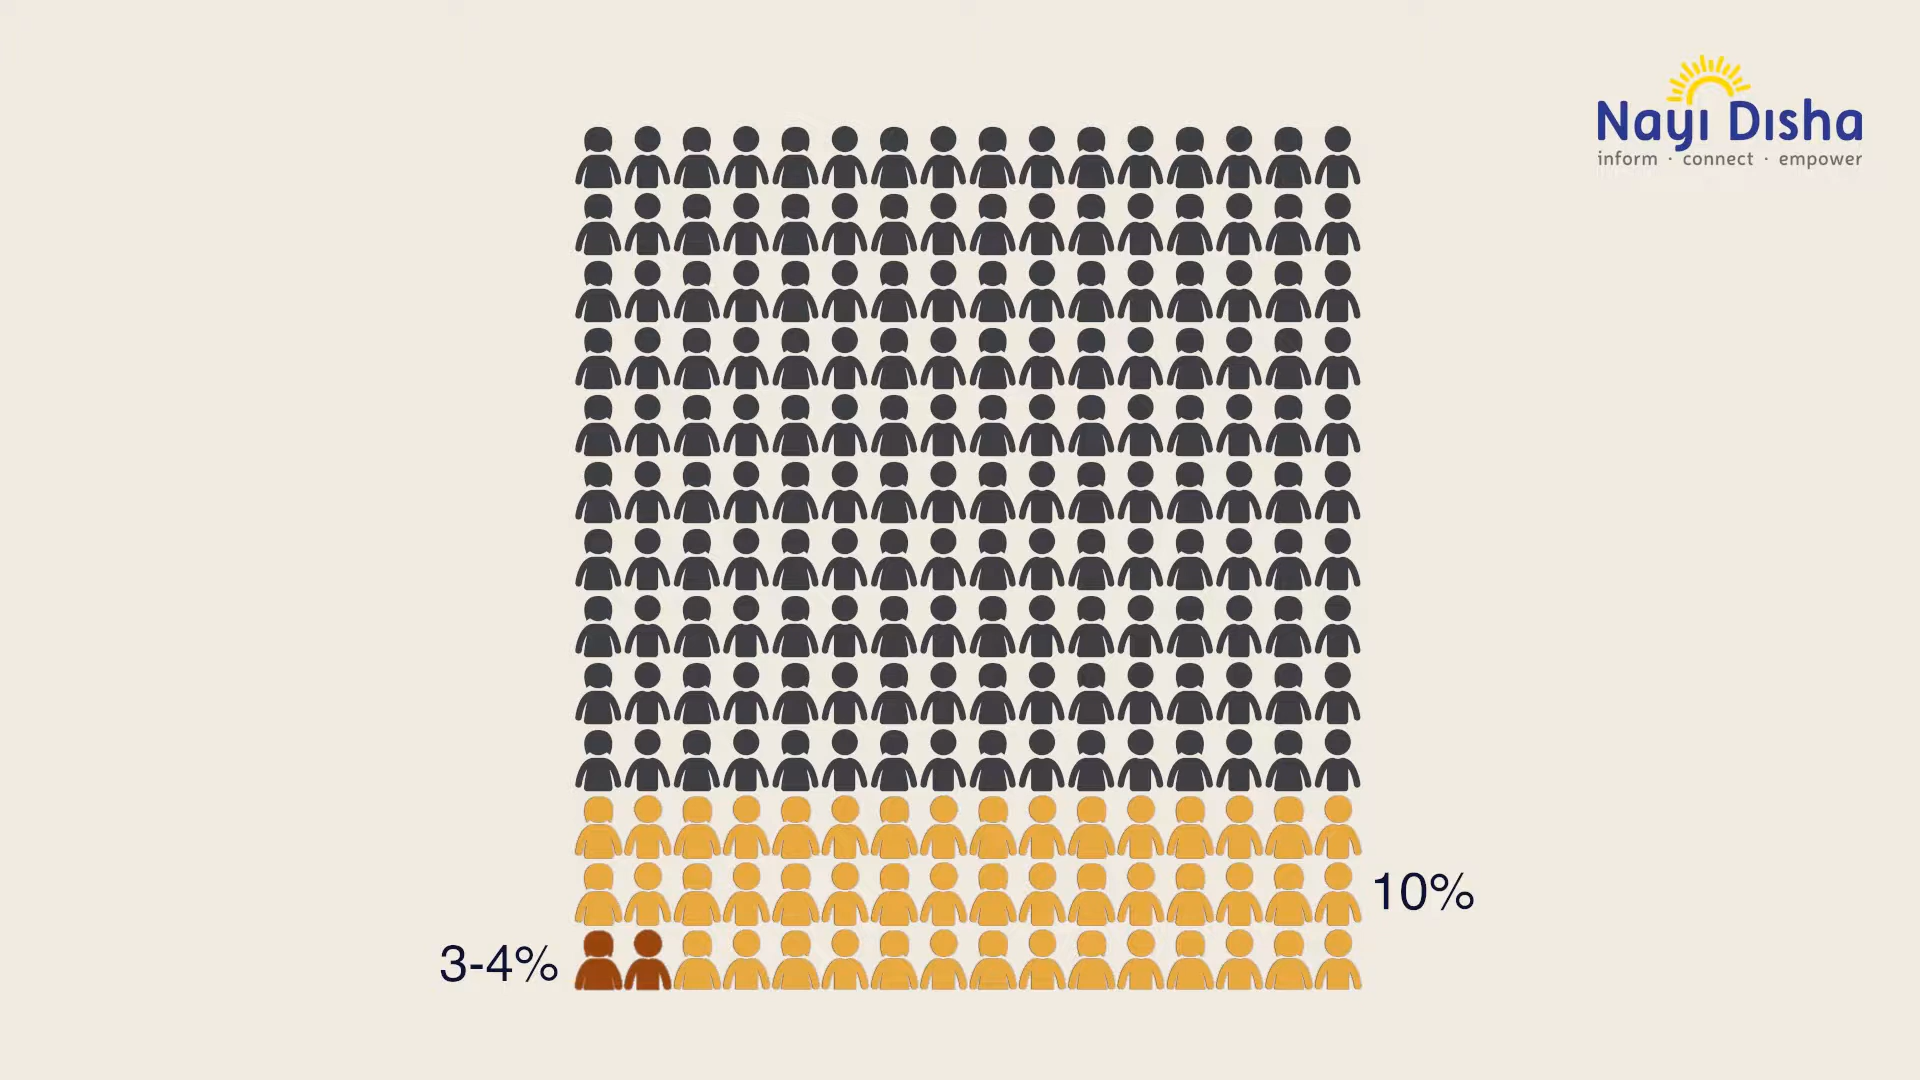 Nayi Disha
inform · connect · empower
10%
3-4%